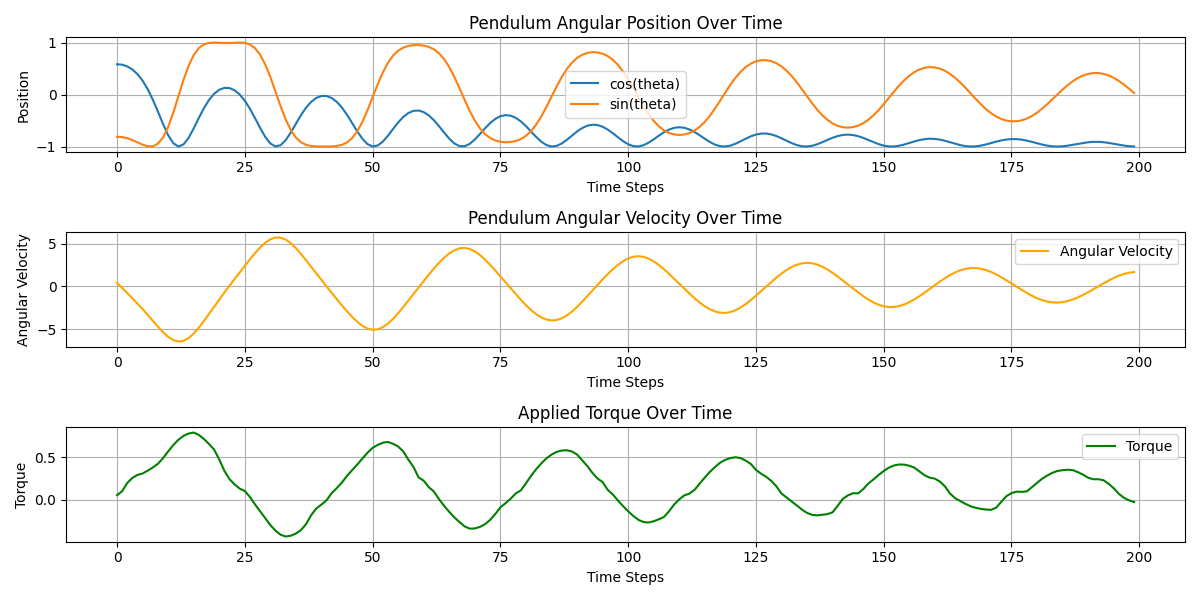 Pendulum Angular Position Over Time
Position
1
0
−1
cos(theta)
sin(theta)
0 25 50 75 100 125 150 175 200
Time Steps
Pendulum Angular Velocity Over Time
Angular Velocity
5
0
−5
Angular Velocity
0 25 50 75 100 125 150 175 200
Time Steps
Applied Torque Over Time
Torque
0.5
0.0
Torque
0 25 50 75 100 125 150 175 200
Time Steps